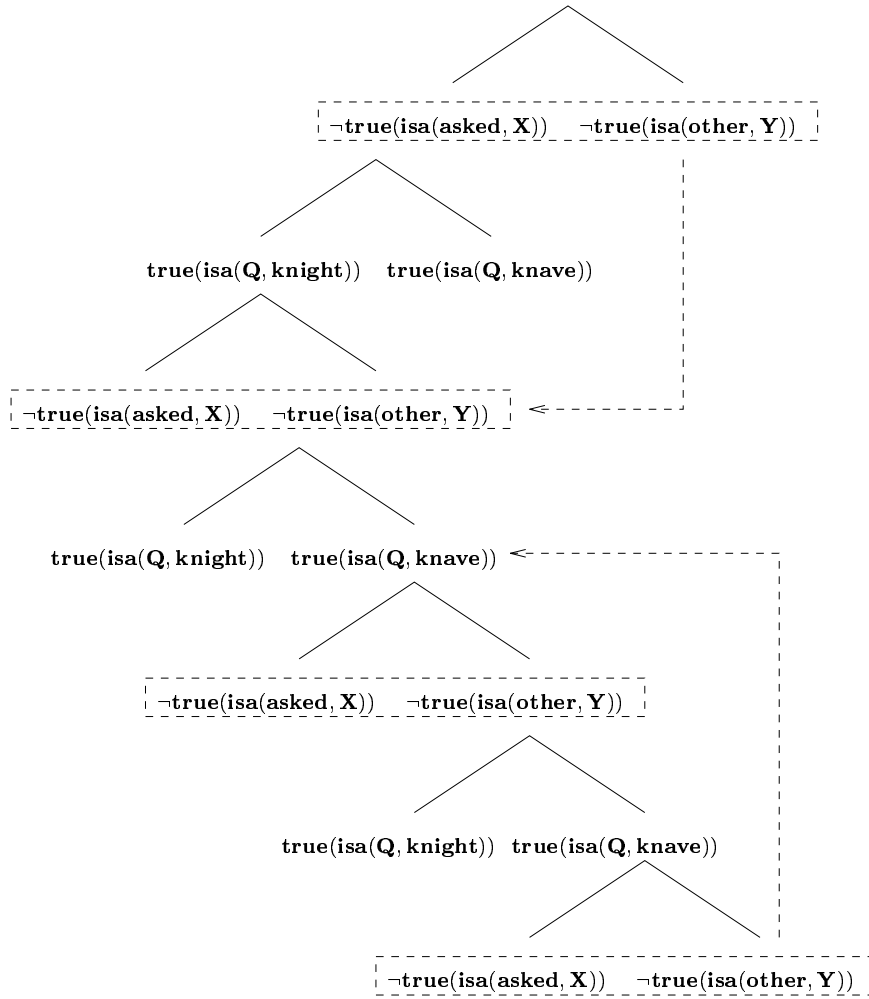 ¬true(isa(asked, X)) ¬true(isa(other, Y))
true(isa(Q, knight)) true(isa(Q, knave))
¬true(isa(asked, X)) ¬true(isa(other, Y))
true(isa(Q, knight)) true(isa(Q, knave))
¬true(isa(asked, X)) ¬true(isa(other, Y))
true(isa(Q, knight)) true(isa(Q, knave))
¬true(isa(asked, X)) ¬true(isa(other, Y))